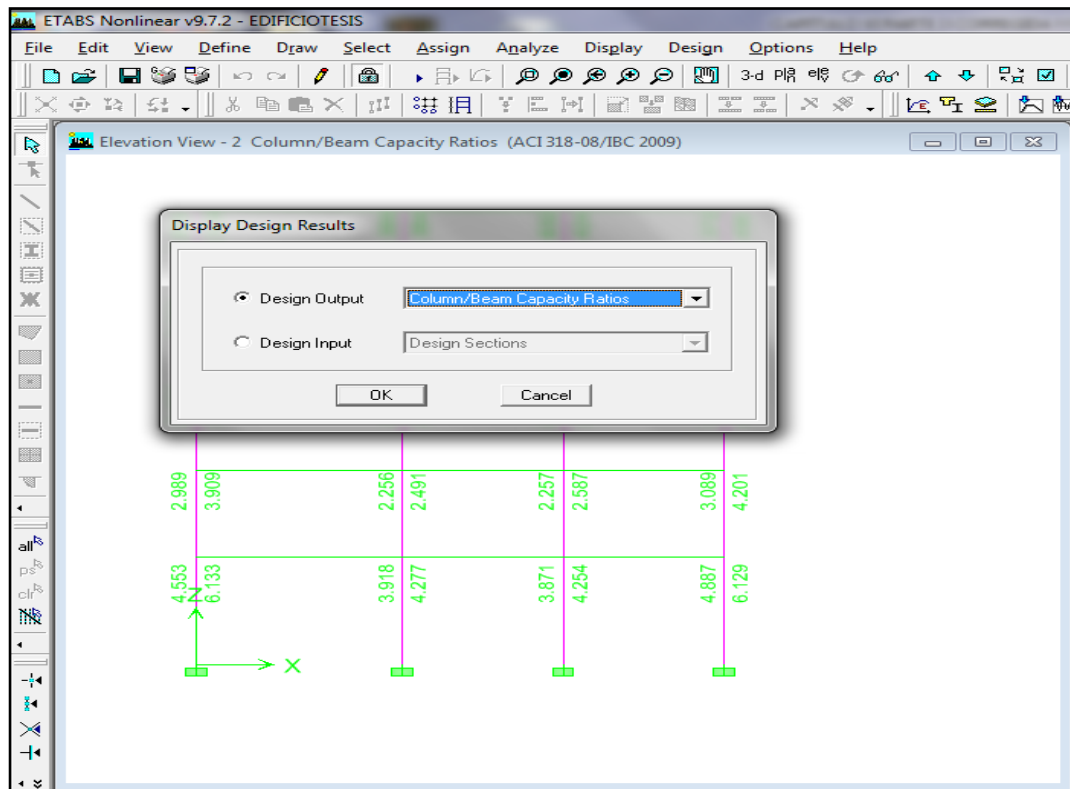 ETABS Nonlinear v9.7.2 - EDIFICIOTESIS
File Edit View Define Draw Select Assign Analyze Display Design Options Help
3-d
Elevation View - 2 Column/Beam Capacity Ratios (ACI 318-08/IBC 2009)
Display Design Results
Design Output Column/Beam Capacity Ratios
Design Input Design Sections
OK Cancel
2.989 3.909 2.256 2.491 2.257 2.587 3.089 4.201
4.553 6.133 3.918 4.277 3.871 4.254 4.887 6.129
Z
X
all
ps
clr